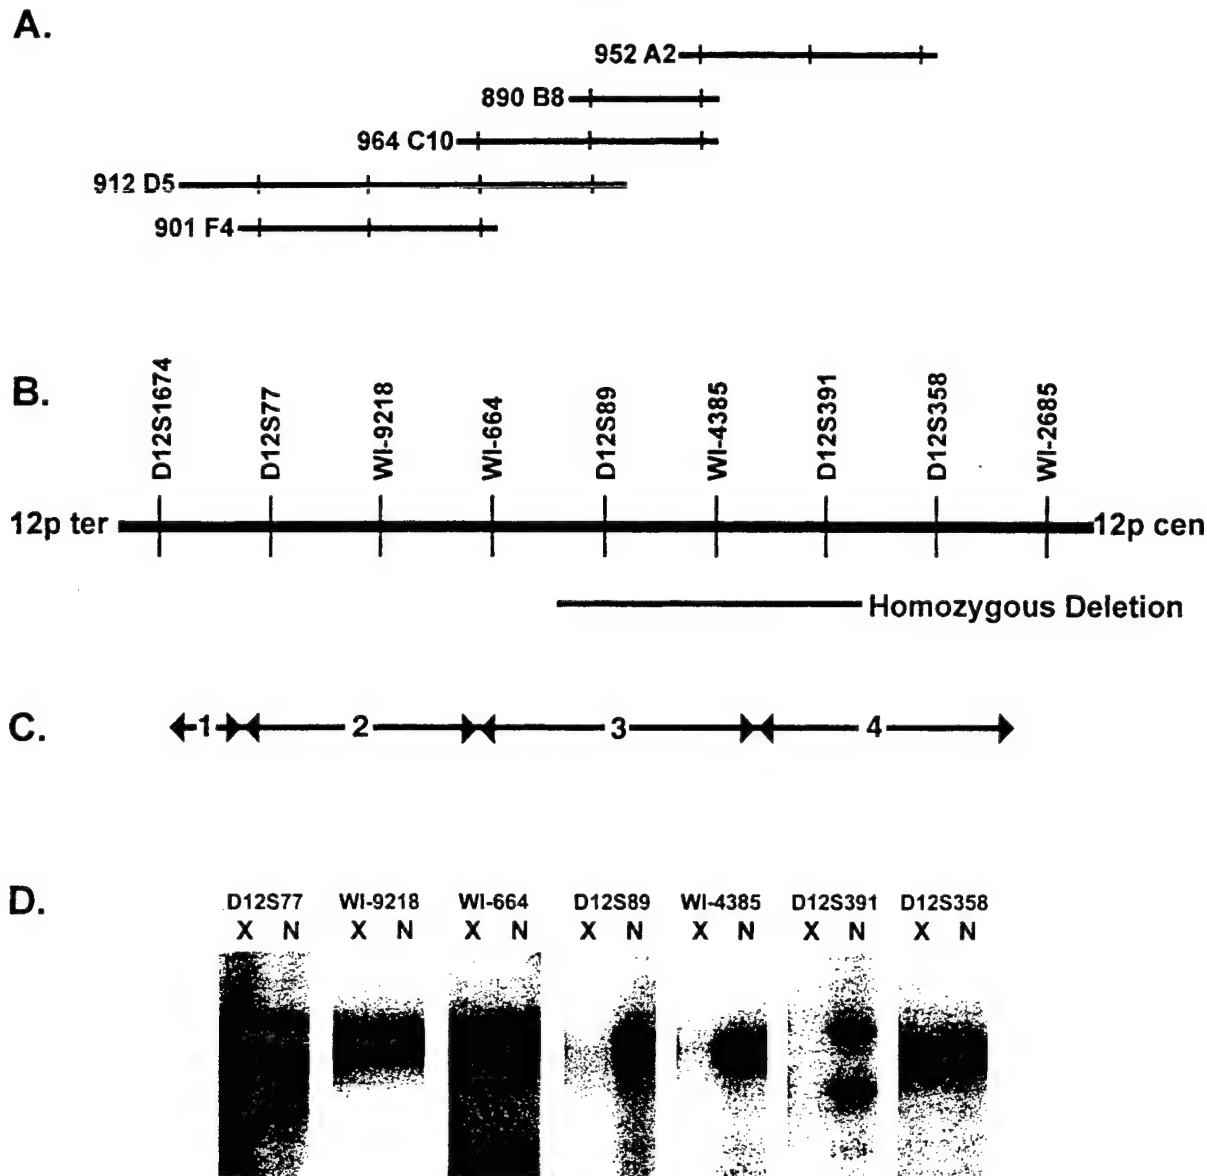 A.
952 A2
890 B8
964 C10
912 D5
901 F4
B.
D12S1674
D12S77
WI-9218
WI-664
D12S89
WI-4385
D12S391
D12S358
WI-2685
12p ter
12p cen
Homozygous Deletion
C.
1
2
3
4
D.
D12S77 WI-9218 WI-664 D12S89 WI-4385 D12S391 D12S358
X N X N X N X N X N X N X N